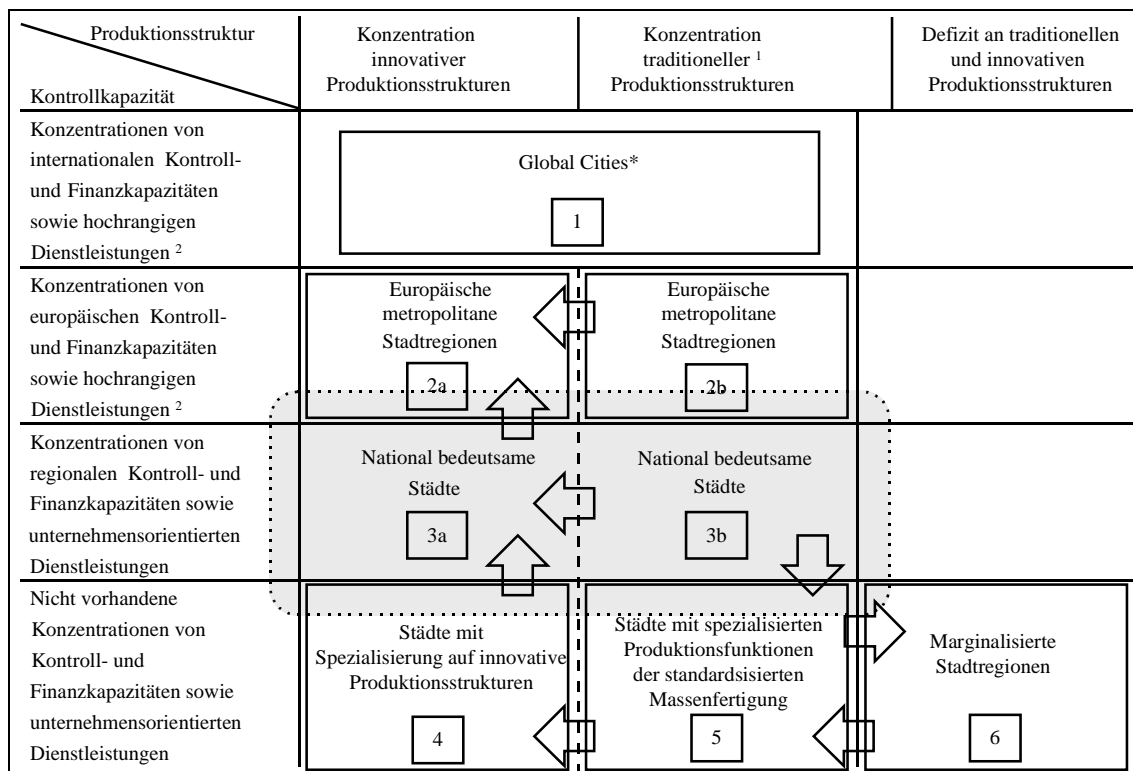 Produktionsstruktur
Kontrollkapazität
Konzentration
innovativer
Produktionsstrukturen
Konzentration
traditioneller ¹
Produktionsstrukturen
Defizit an traditionellen
und innovativen
Produktionsstrukturen
Konzentrationen von
internationalen Kontroll-
und Finanzkapazitäten
sowie hochrangigen
Dienstleistungen ²
Global Cities*
1
Konzentrationen von
europäischen Kontroll-
und Finanzkapazitäten
sowie hochrangigen
Dienstleistungen ²
Europäische
metropolitane
Stadtregionen
2a
Europäische
metropolitane
Stadtregionen
2b
Konzentrationen von
regionalen Kontroll- und
Finanzkapazitäten sowie
unternehmensorientierten
Dienstleistungen
National bedeutsame
Städte
3a
National bedeutsame
Städte
3b
Nicht vorhandene
Konzentrationen von
Kontroll- und
Finanzkapazitäten sowie
unternehmensorientierten
Dienstleistungen
Städte mit
Spezialisierung auf innovative
Produktionsstrukturen
4
Städte mit spezialisierten
Produktionsfunktionen
der standardsisierten
Massenfertigung
5
Marginalisierte
Stadtregionen
6